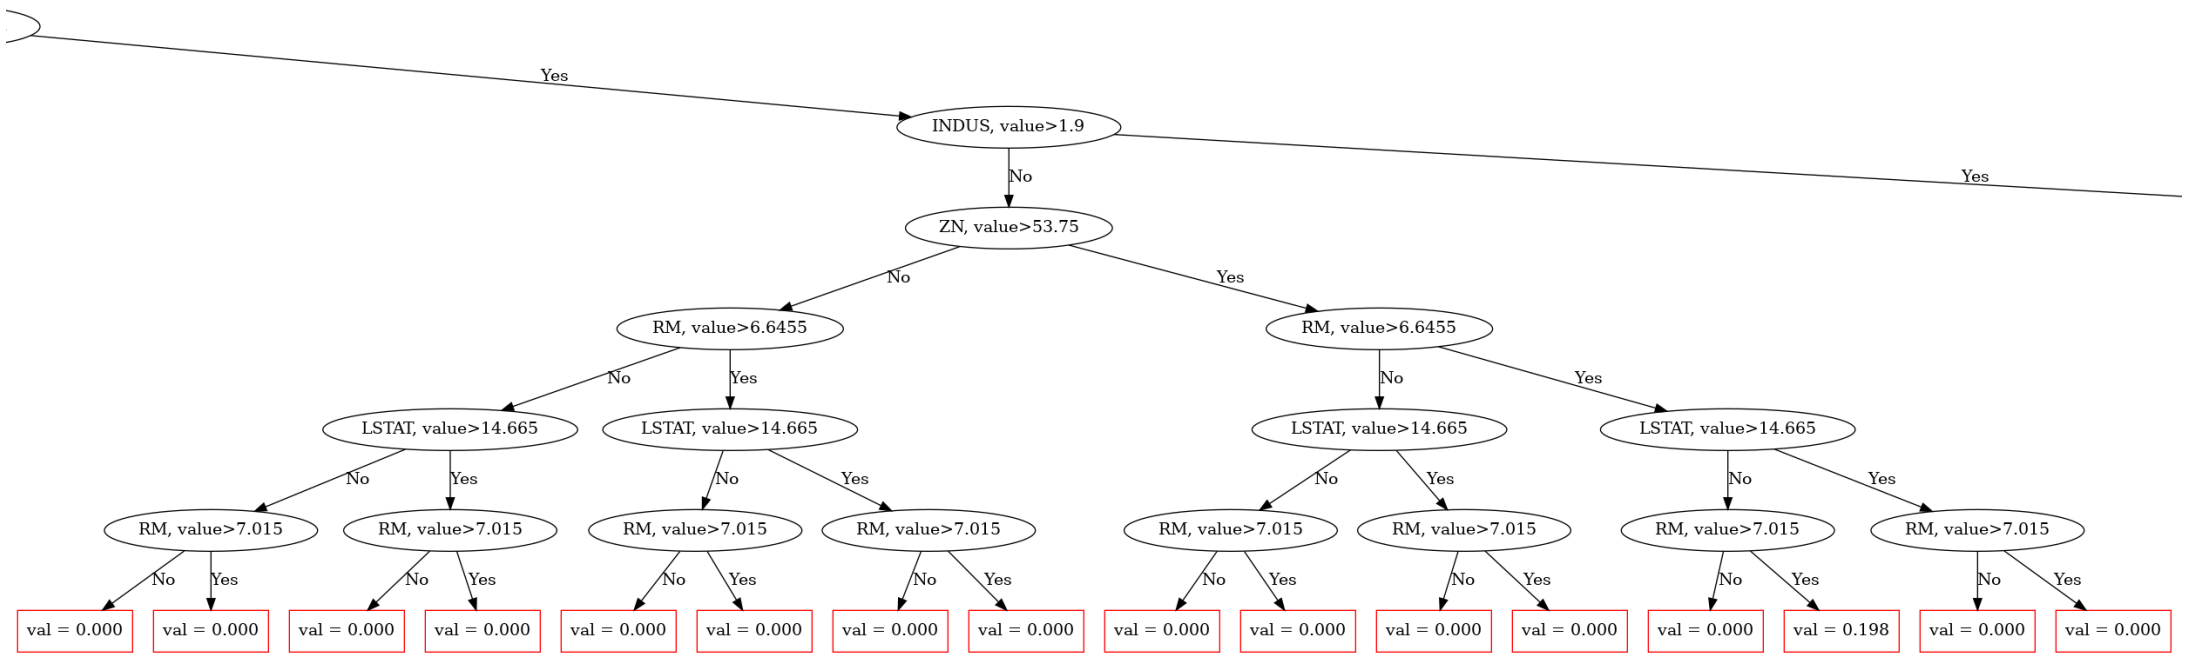 Yes
INDUS, value>1.9
No
Yes
ZN, value>53.75
No
Yes
RM, value>6.6455
RM, value>6.6455
No
Yes
No
Yes
LSTAT, value>14.665
LSTAT, value>14.665
LSTAT, value>14.665
LSTAT, value>14.665
No
Yes
No
Yes
No
Yes
No
Yes
RM, value>7.015
RM, value>7.015
RM, value>7.015
RM, value>7.015
RM, value>7.015
RM, value>7.015
RM, value>7.015
RM, value>7.015
No
Yes
No
Yes
No
Yes
No
Yes
No
Yes
No
Yes
No
Yes
No
Yes
val = 0.000
val = 0.000
val = 0.000
val = 0.000
val = 0.000
val = 0.000
val = 0.000
val = 0.000
val = 0.000
val = 0.000
val = 0.000
val = 0.000
val = 0.000
val = 0.198
val = 0.000
val = 0.000